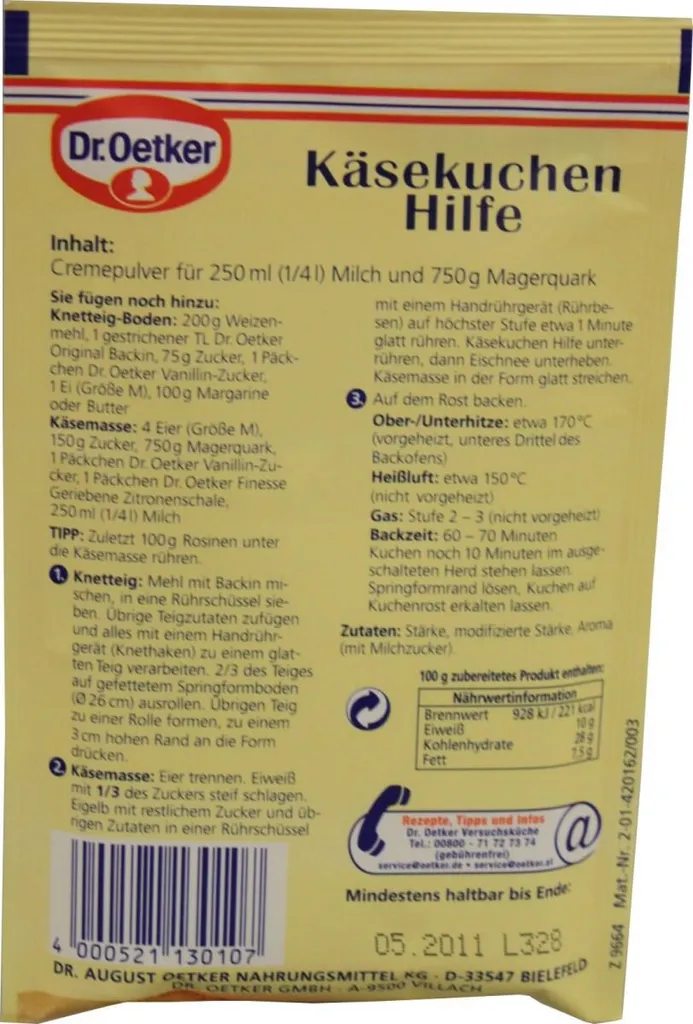 Dr.Oetker
Käsekuchen
Hilfe
Inhalt:
Cremepulver für 250 ml (1/4 l) Milch und 750 g Magerquark
Sie fügen noch hinzu:
Knetteig-Boden: 200 g Weizen-
mehl, 1 gestrichener TL Dr. Oetker
Original Backin, 75 g Zucker, 1 Päck-
chen Dr. Oetker Vanillin-Zucker,
1 Ei (Größe M), 100 g Margarine
oder Butter
Käsemasse: 4 Eier (Größe M),
150 g Zucker, 750 g Magerquark,
1 Päckchen Dr. Oetker Vanillin-Zu-
cker, 1 Päckchen Dr. Oetker Finesse
Geriebene Zitronenschale,
250 ml (1/4 l) Milch
TIPP: Zuletzt 100 g Rosinen unter
die Käsemasse rühren.
1. Knetteig: Mehl mit Backin mi-
schen, in eine Rührschüssel sie-
ben. Übrige Teigzutaten zufügen
und alles mit einem Handrühr-
gerät (Knethaken) zu einem glat-
ten Teig verarbeiten. 2/3 des Teiges
auf gefettetem Springformboden
(Ø 26 cm) ausrollen. Übrigen Teig
zu einer Rolle formen, zu einem
3 cm hohen Rand an die Form
drücken.
2. Käsemasse: Eier trennen. Eiweiß
mit 1/3 des Zuckers steif schlagen.
Eigelb mit restlichem Zucker und üb-
rigen Zutaten in einer Rührschüssel
mit einem Handrührgerät (Rührbe-
sen) auf höchster Stufe etwa 1 Minute
glatt rühren. Käsekuchen Hilfe unter-
rühren, dann Eischnee unterheben.
Käsemasse in der Form glatt streichen.
3. Auf dem Rost backen.
Ober-/Unterhitze: etwa 170 °C
(vorgeheizt, unteres Drittel des
Backofens)
Heißluft: etwa 150 °C
(nicht vorgeheizt)
Gas: Stufe 2 – 3 (nicht vorgeheizt)
Backzeit: 60 – 70 Minuten
Kuchen noch 10 Minuten im ausge-
schalteten Herd stehen lassen.
Springformrand lösen, Kuchen auf
Kuchenrost erkalten lassen.
Zutaten: Stärke, modifizierte Stärke, Aroma
(mit Milchzucker).
100 g zubereitetes Produkt enthalten:
Nährwertinformation
Brennwert 928 kJ / 221 kcal
Eiweiß 10 g
Kohlenhydrate 28 g
Fett 7,5 g
Rezepte, Tipps und Infos
Dr. Oetker Versuchsküche
Tel.: 00800 - 71 72 73 74
(gebührenfrei)
service@oetker.de • service@oetker.at
@
Mindestens haltbar bis Ende:
05.2011 L328
4 000521 130107
DR. AUGUST OETKER NAHRUNGSMITTEL KG · D-33547 BIELEFELD
DR. OETKER GMBH · A-9500 VILLACH
Z 9664 Mat.-Nr. 2-01-420162/003